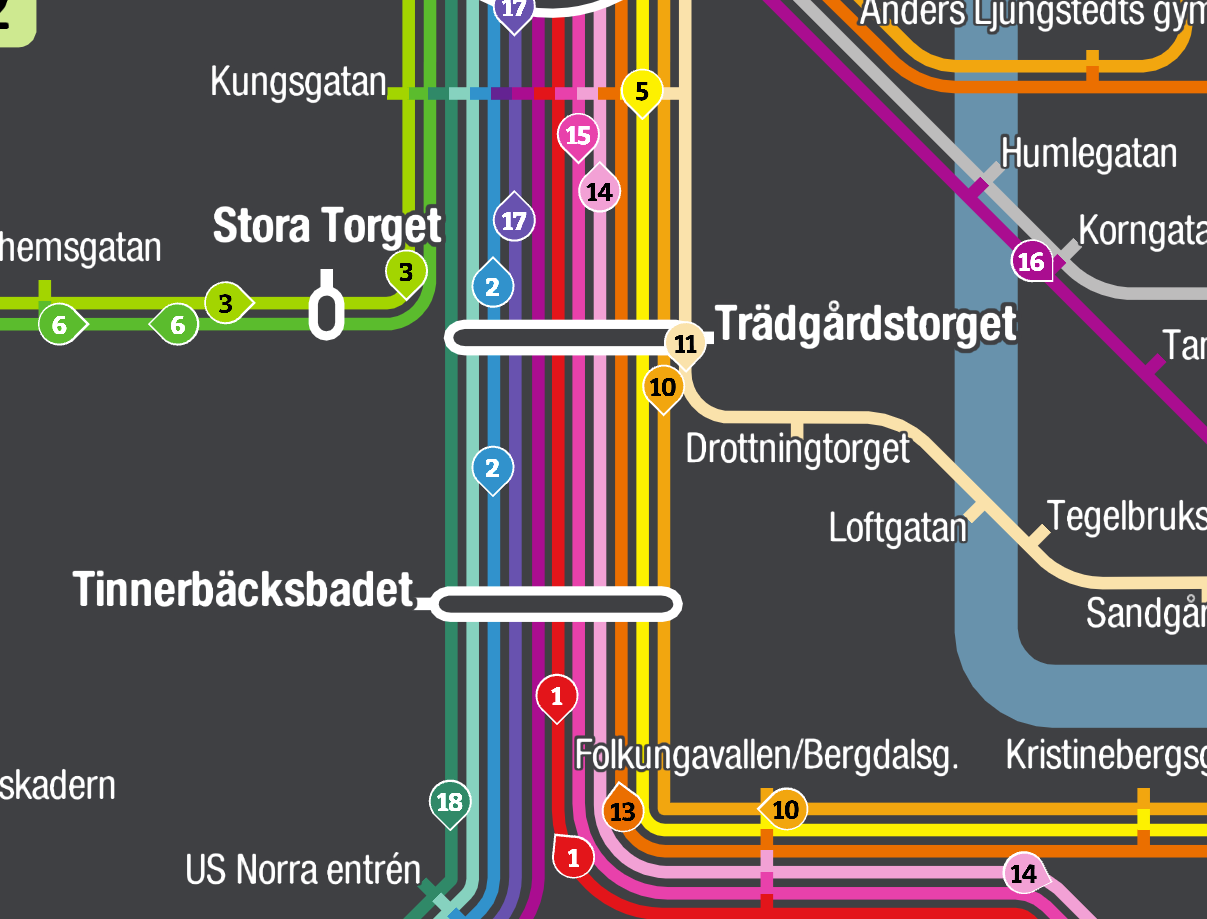 17
Anders Ljungstedts gym
Kungsgatan
5
15
14
Humlegatan
Stora Torget
17
Korngata
hemsgatan
3
16
2
3
6
6
Trädgårdstorget
11
Tar
10
Drottningtorget
2
Loftgatan
Tegelbruks
Tinnerbäcksbadet
Sandgår
1
Folkungavallen/Bergdalsg.
Kristinebergsg
skadern
18
13
10
1
US Norra entrén
14